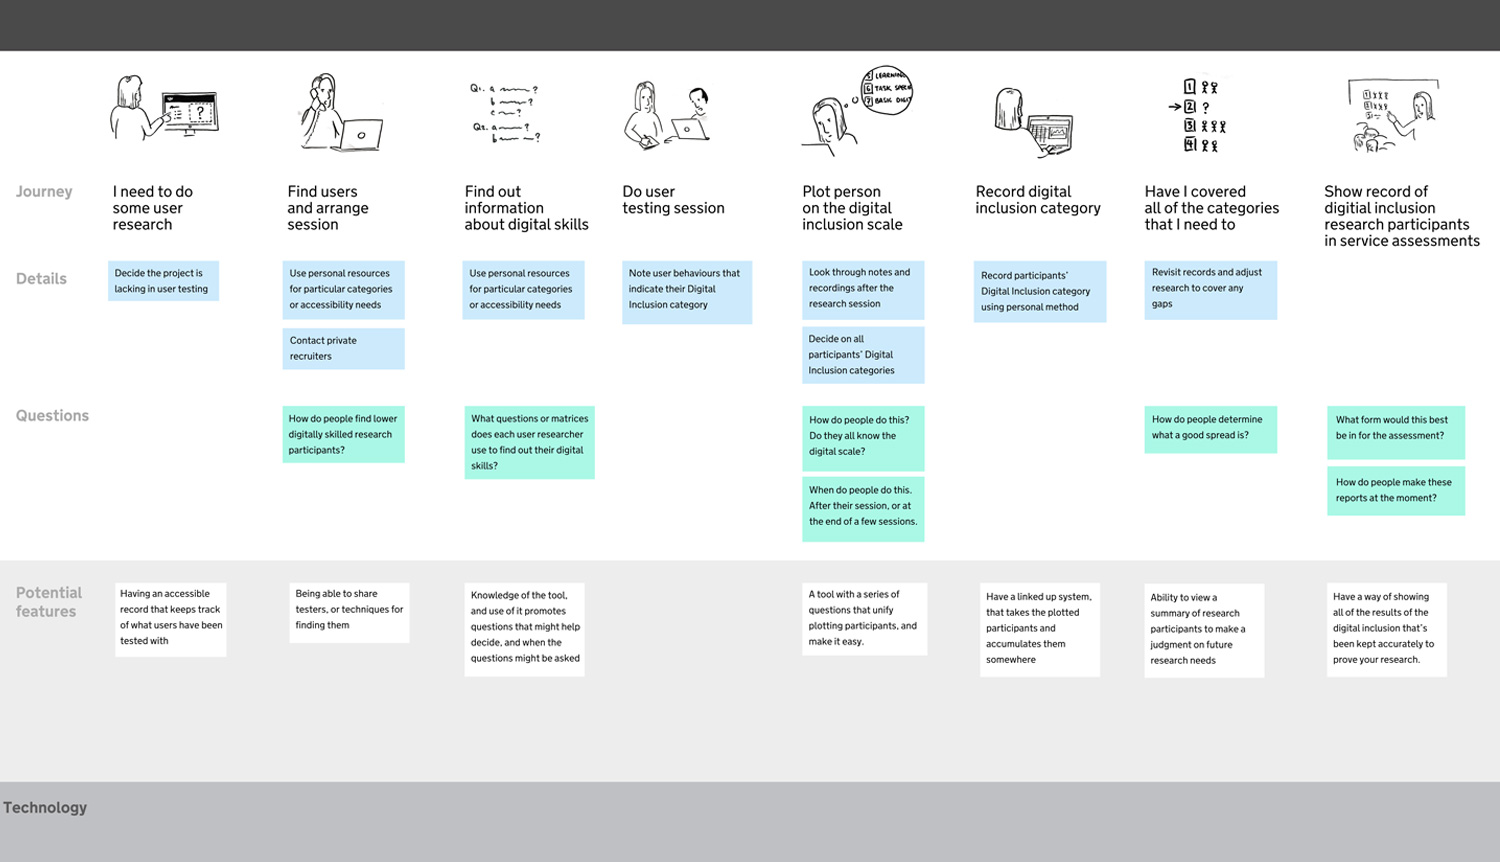 Q1. a ?
b ?
c ?
Q2. a ?
b ?
?
5 LEARNING
6 TASK SPECI
7 BASIC DIGI
1
2 ?
3
4
Journey
I need to do
some user
research
Find users
and arrange
session
Find out
information
about digital skills
Do user
testing session
Plot person
on the digital
inclusion scale
Record digital
inclusion category
Have I covered
all of the categories
that I need to
Show record of
digitial inclusion
research participants
in service assessments
Details
Decide the project is
lacking in user testing
Use personal resources
for particular categories
or accessibility needs
Contact private
recruiters
Use personal resources
for particular categories
or accessibility needs
Note user behaviours that
indicate their Digital
Inclusion category
Look through notes and
recordings after the
research session
Decide on all
participants' Digital
Inclusion categories
Record participants'
Digital Inclusion category
using personal method
Revisit records and adjust
research to cover any
gaps
Questions
How do people find lower
digitally skilled research
participants?
What questions or matrices
does each user researcher
use to find out their digital
skills?
How do people do this?
Do they all know the
digital scale?
When do people do this.
After their session, or at
the end of a few sessions.
How do people determine
what a good spread is?
What form would this best
be in for the assessment?
How do people make these
reports at the moment?
Potential
features
Having an accessible
record that keeps track
of what users have been
tested with
Being able to share
testers, or techniques for
finding them
Knowledge of the tool,
and use of it promotes
questions that might help
decide, and when the
questions might be asked
A tool with a series of
questions that unify
plotting participants, and
make it easy.
Have a linked up system,
that takes the plotted
participants and
accumulates them
somewhere
Ability to view a
summary of research
participants to make a
judgment on future
research needs
Have a way of showing
all of the results of the
digital inclusion that's
been kept accurately to
prove your research.
Technology